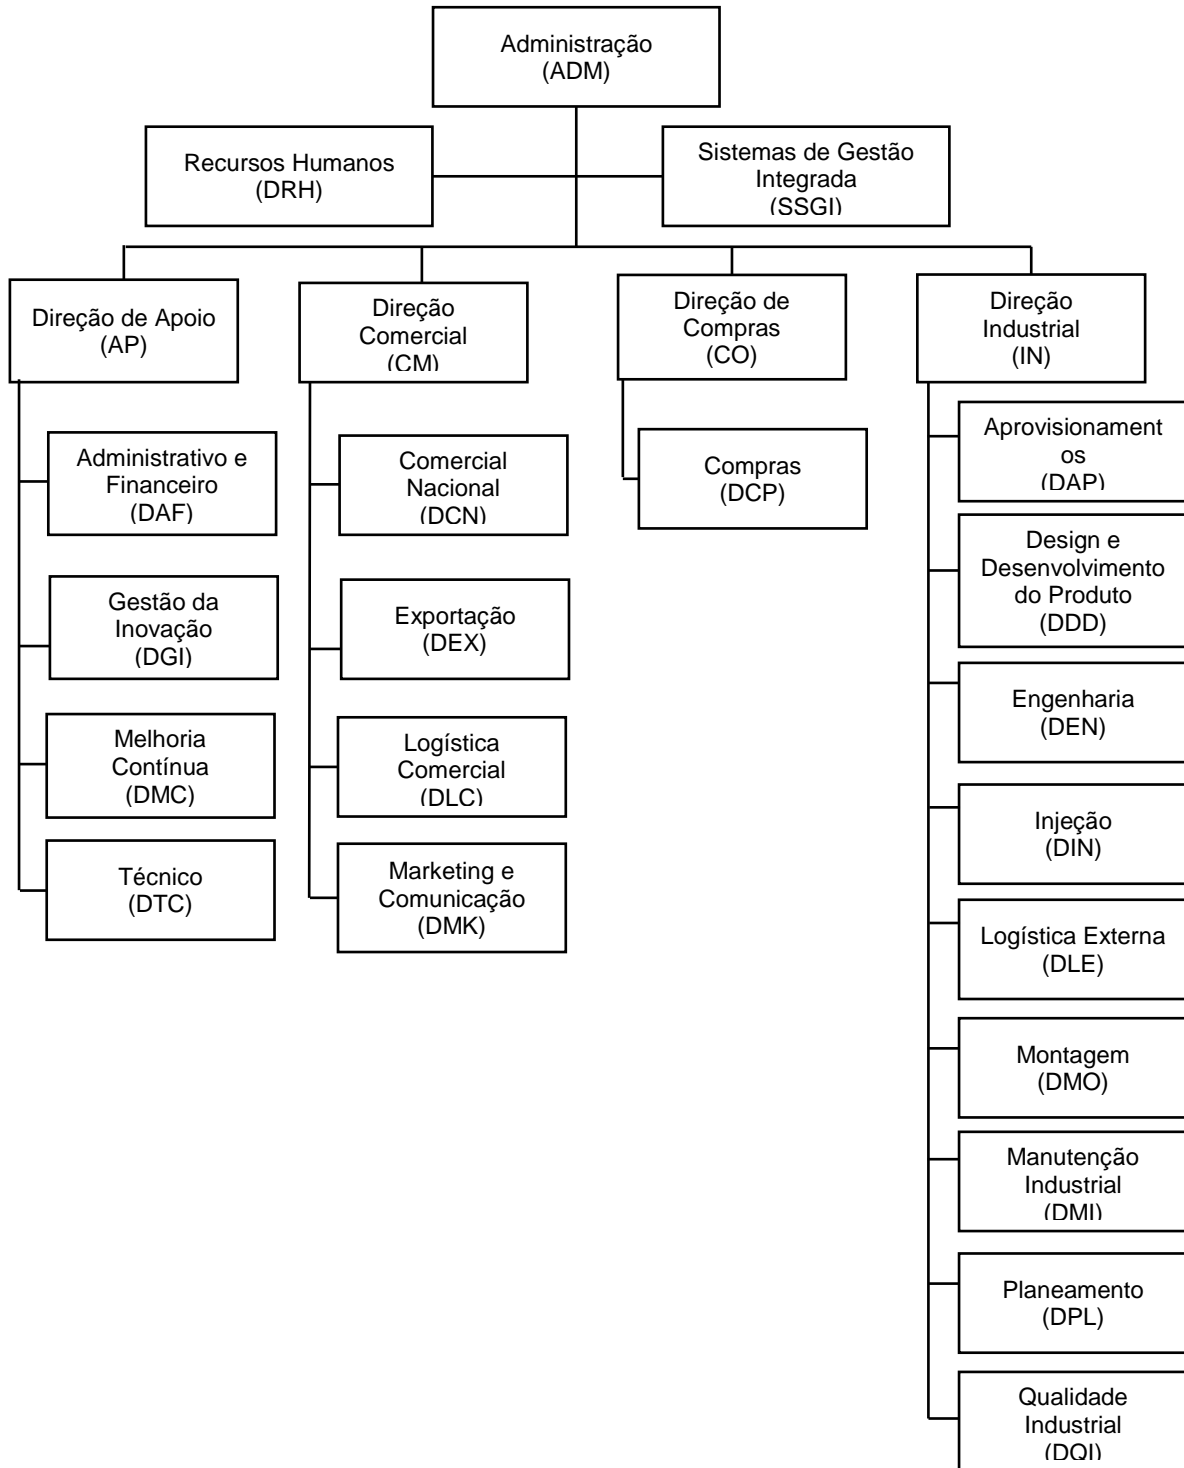 Administração
(ADM)
Recursos Humanos
(DRH)
Sistemas de Gestão
Integrada
(SSGI)
Direção de Apoio
(AP)
Direção
Comercial
(CM)
Direção de
Compras
(CO)
Direção
Industrial
(IN)
Administrativo e
Financeiro
(DAF)
Gestão da
Inovação
(DGI)
Melhoria
Contínua
(DMC)
Técnico
(DTC)
Comercial
Nacional
(DCN)
Exportação
(DEX)
Logística
Comercial
(DLC)
Marketing e
Comunicação
(DMK)
Compras
(DCP)
Aprovisionament
os
(DAP)
Design e
Desenvolvimento
do Produto
(DDD)
Engenharia
(DEN)
Injeção
(DIN)
Logística Externa
(DLE)
Montagem
(DMO)
Manutenção
Industrial
(DMI)
Planeamento
(DPL)
Qualidade
Industrial
(DQI)